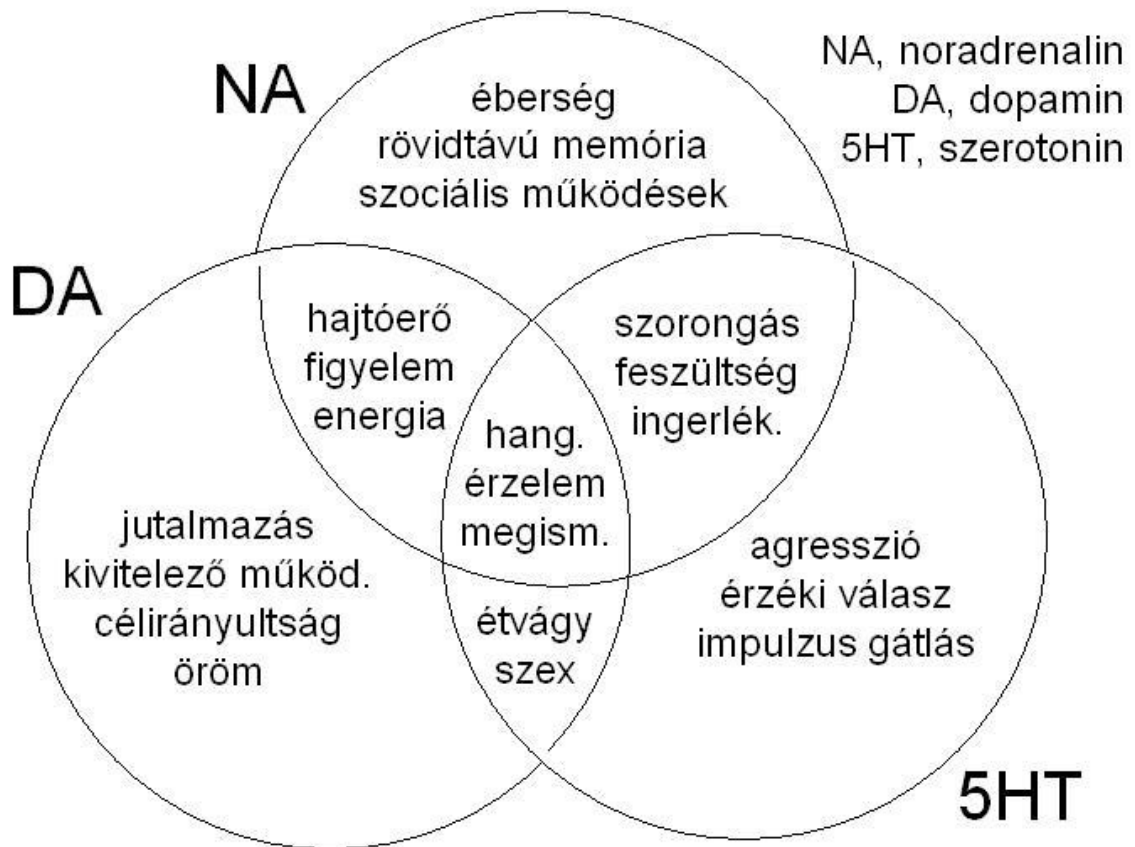 NA
éberség
rövidtávú memória
szociális működések
NA, noradrenalin
DA, dopamin
5HT, szerotonin
DA
hajtóerő
figyelem
energia
szorongás
feszültség
ingerlék.
hang.
érzelem
megism.
jutalmazás
kivitelező működ.
célirányultság
öröm
étvágy
szex
agresszió
érzéki válasz
impulzus gátlás
5HT